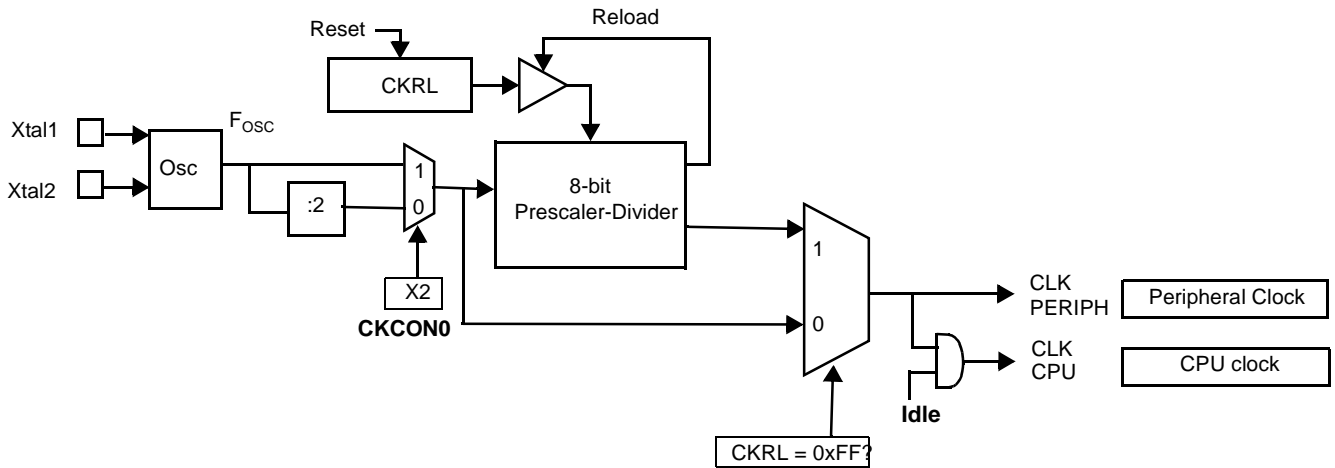 Reload
Reset
CKRL
Xtal1
FOSC
Osc
Xtal2
:2
1
0
8-bit
Prescaler-Divider
X2
CKCON0
1
0
CLK
PERIPH
Peripheral Clock
CLK
CPU
CPU clock
Idle
CKRL = 0xFF?